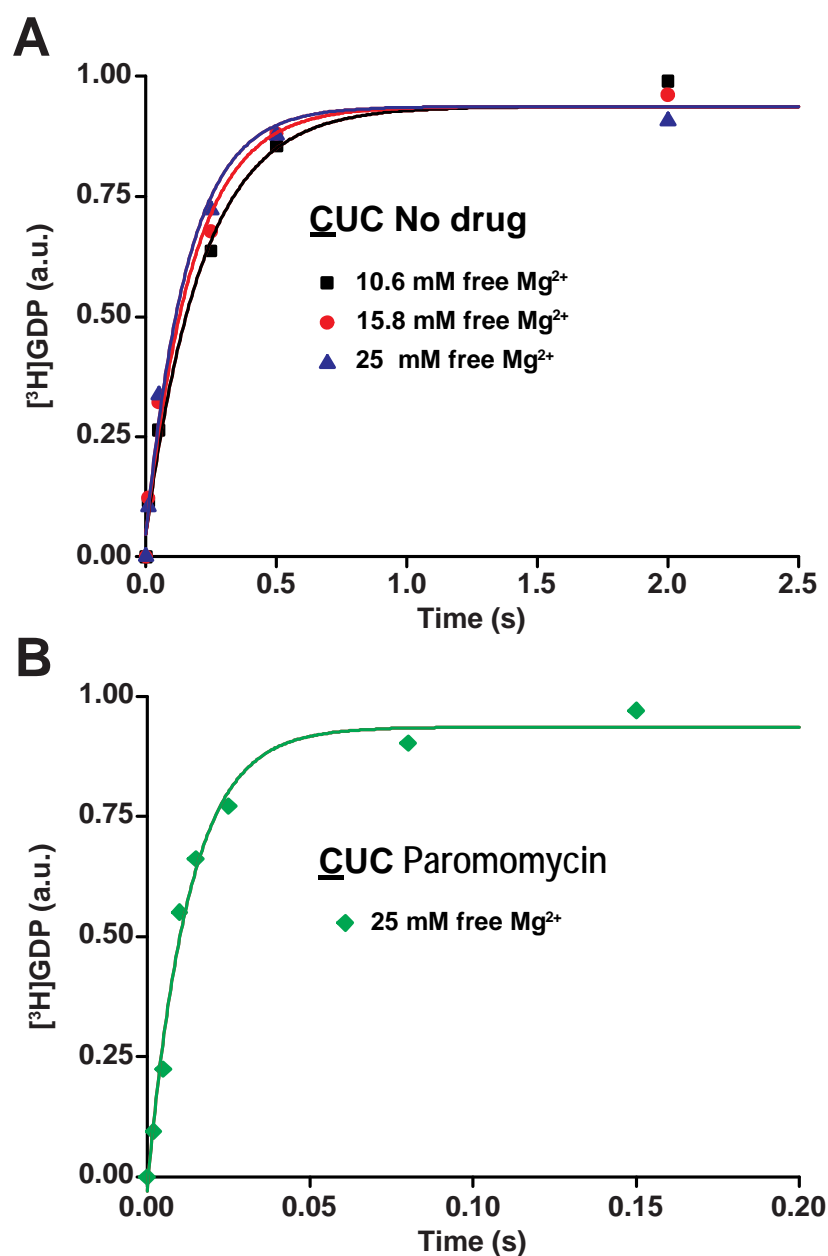 A
1.00
0.75
0.50
0.25
0.00
[³H]GDP (a.u.)
CUC No drug
10.6 mM free Mg²⁺
15.8 mM free Mg²⁺
25 mM free Mg²⁺
0.0 0.5 1.0 1.5 2.0 2.5
Time (s)
B
1.00
0.75
0.50
0.25
0.00
[³H]GDP (a.u.)
CUC Paromomycin
25 mM free Mg²⁺
0.00 0.05 0.10 0.15 0.20
Time (s)